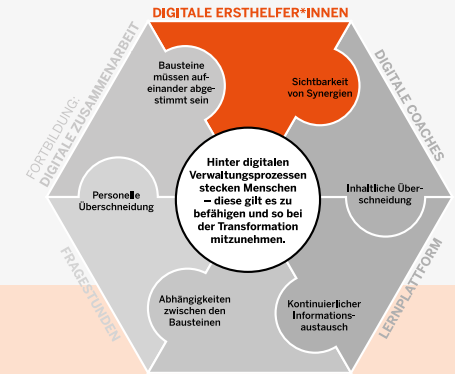 DIGITALE ERSTHELFER*INNEN
FORTBILDUNG:
DIGITALE ZUSAMMENARBEIT
DIGITALE COACHES
Bausteine
müssen auf-
einander abge-
stimmt sein
Sichtbarkeit
von Synergien
Hinter digitalen
Verwaltungsprozessen
stecken Menschen
– diese gilt es zu
befähigen und so bei
der Transformation
mitzunehmen.
Personelle
Überschneidung
Inhaltliche Über-
schneidung
Abhängigkeiten
zwischen den
Bausteinen
Kontinuierlicher
Informations-
austausch
FRAGESTUNDEN
LERNPLATTFORM